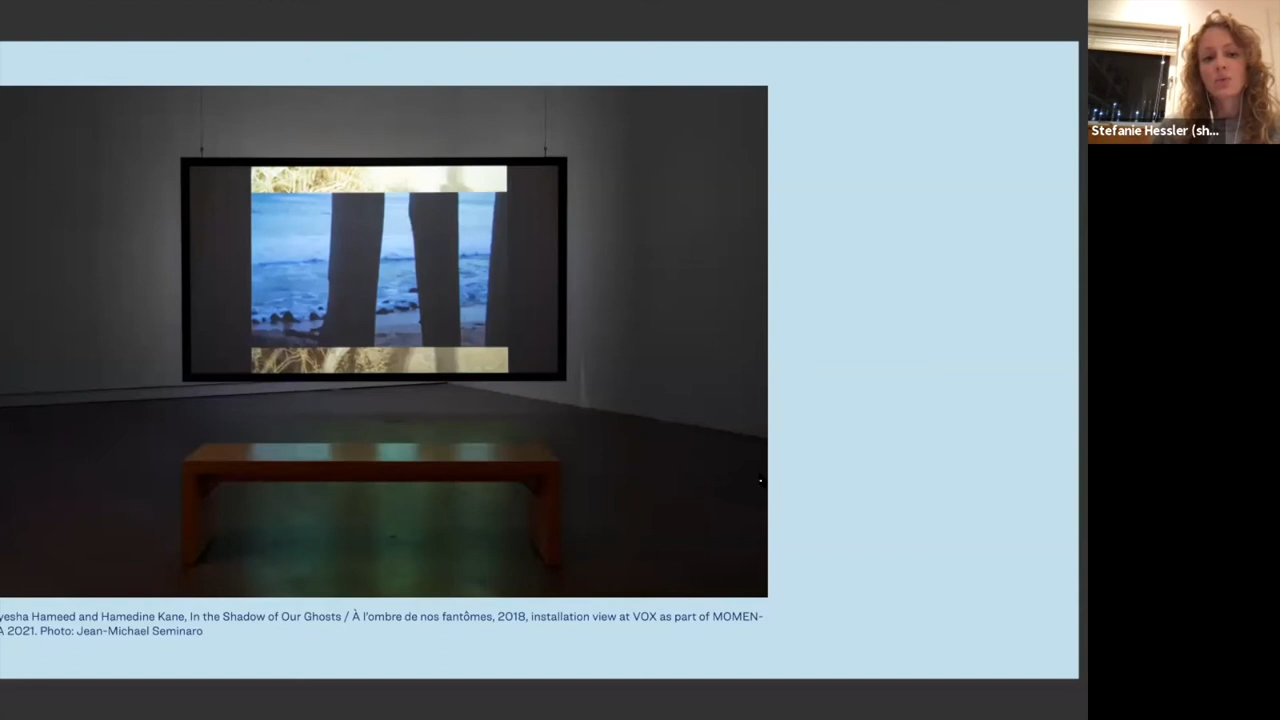 Stefanie Hessler (sh...
yesha Hameed and Hamedine Kane, In the Shadow of Our Ghosts / À l'ombre de nos fantômes, 2018, installation view at VOX as part of MOMEN-
A 2021. Photo: Jean-Michael Seminaro